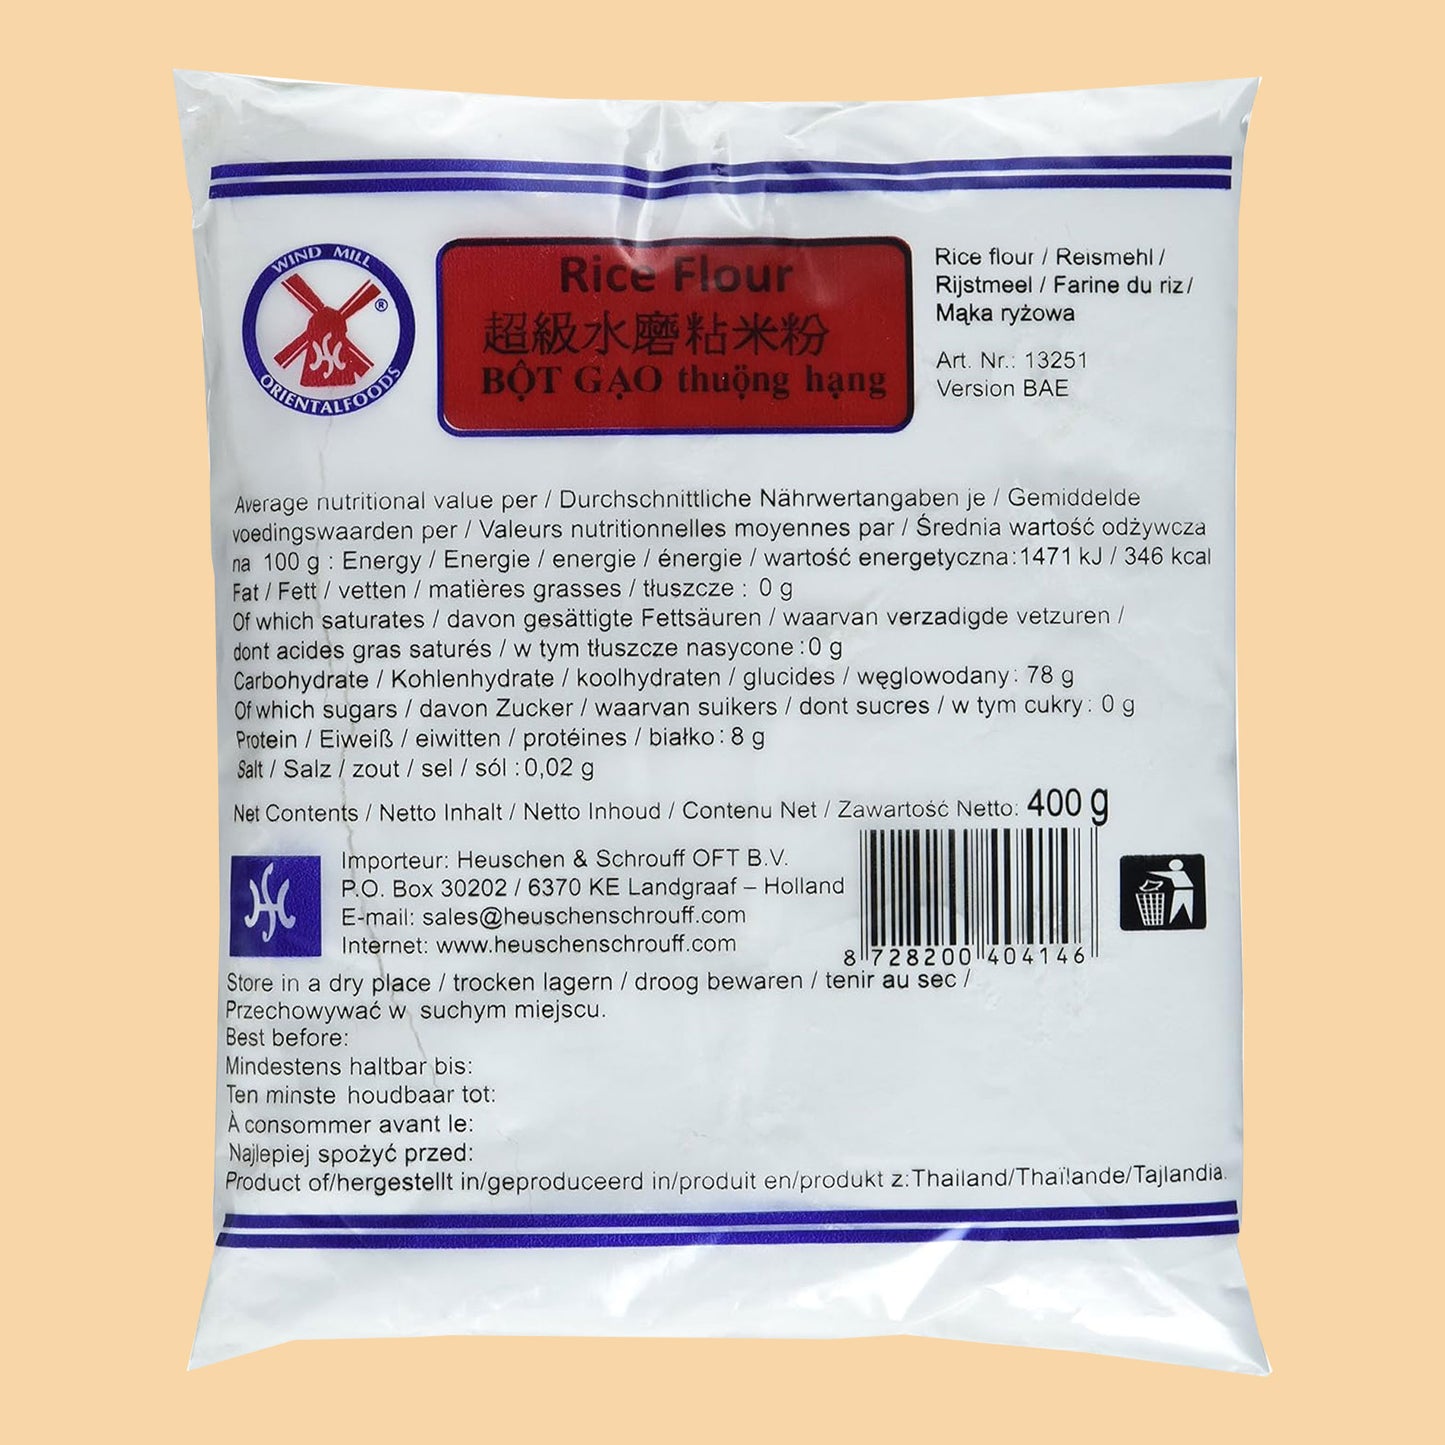 WIND MILL
ORIENTALFOODS
®
Rice Flour
超級水磨粘米粉
BỘT GẠO thuộng hạng
Rice flour / Reismehl /
Rijstmeel / Farine du riz /
Mąka ryżowa
Art. Nr.: 13251
Version BAE
Average nutritional value per / Durchschnittliche Nährwertangaben je / Gemiddelde
voedingswaarden per / Valeurs nutritionnelles moyennes par / Średnia wartość odżywcza
na 100 g : Energy / Energie / energie / énergie / wartość energetyczna:1471 kJ / 346 kcal
Fat / Fett / vetten / matières grasses / tłuszcze : 0 g
Of which saturates / davon gesättigte Fettsäuren / waarvan verzadigde vetzuren /
dont acides gras saturés / w tym tłuszcze nasycone :0 g
Carbohydrate / Kohlenhydrate / koolhydraten / glucides / węglowodany: 78 g
Of which sugars / davon Zucker / waarvan suikers / dont sucres / w tym cukry: 0 g
Protein / Eiweiß / eiwitten / protéines / białko: 8 g
Salt / Salz / zout / sel / sól :0,02 g
Net Contents / Netto Inhalt / Netto Inhoud / Contenu Net / Zawartość Netto: 400 g
Importeur: Heuschen & Schrouff OFT B.V.
P.O. Box 30202 / 6370 KE Landgraaf – Holland
E-mail: sales@heuschenschrouff.com
Internet: www.heuschenschrouff.com
8 728200 404146
Store in a dry place / trocken lagern / droog bewaren / tenir au sec /
Przechowywać w suchym miejscu.
Best before:
Mindestens haltbar bis:
Ten minste houdbaar tot:
À consommer avant le:
Najlepiej spożyć przed:
Product of/hergestellt in/geproduceerd in/produit en/produkt z:Thailand/Thaïlande/Tajlandia.